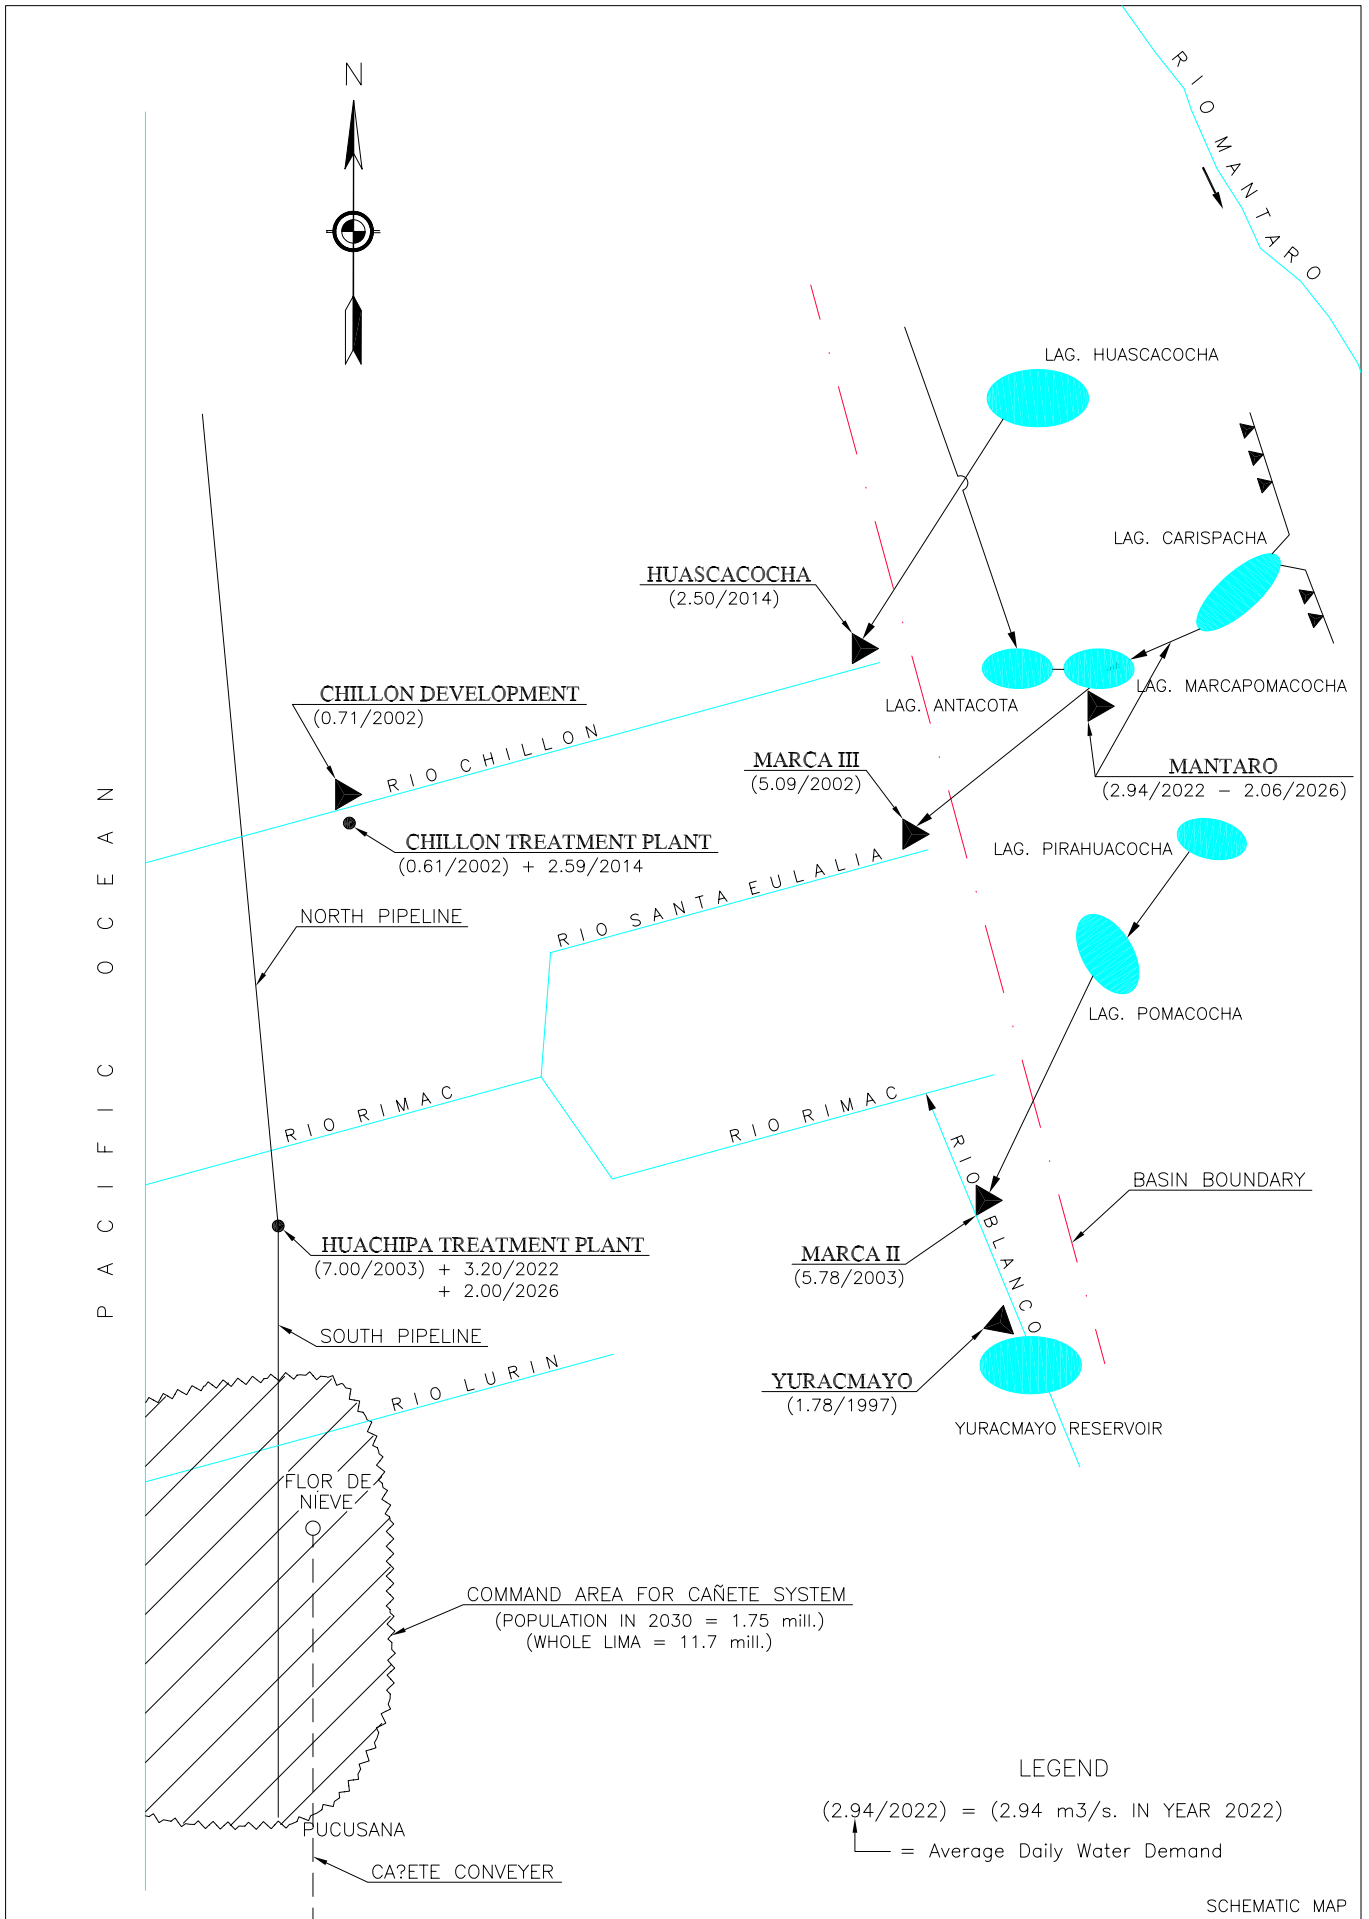 N
RIO MANTARO
LAG. HUASCACOCHA
LAG. CARISPACHA
HUASCACOCHA
(2.50/2014)
LAG. MARCAPOMACOCHA
LAG. ANTACOTA
CHILLON DEVELOPMENT
(0.71/2002)
RIO CHILLON
MARCA III
(5.09/2002)
MANTARO
(2.94/2022 – 2.06/2026)
CHILLON TREATMENT PLANT
(0.61/2002) + 2.59/2014
LAG. PIRAHUACOCHA
RIO SANTA EULALIA
NORTH PIPELINE
PACIFIC OCEAN
LAG. POMACOCHA
RIO RIMAC
RIO RIMAC
RIO BLANCO
BASIN BOUNDARY
HUACHIPA TREATMENT PLANT
(7.00/2003) + 3.20/2022
+ 2.00/2026
MARCA II
(5.78/2003)
SOUTH PIPELINE
RIO LURIN
YURACMAYO
(1.78/1997)
YURACMAYO RESERVOIR
FLOR DE
NIEVE
COMMAND AREA FOR CAÑETE SYSTEM
(POPULATION IN 2030 = 1.75 mill.)
(WHOLE LIMA = 11.7 mill.)
LEGEND
(2.94/2022) = (2.94 m3/s. IN YEAR 2022)
= Average Daily Water Demand
PUCUSANA
CA?ETE CONVEYER
SCHEMATIC MAP